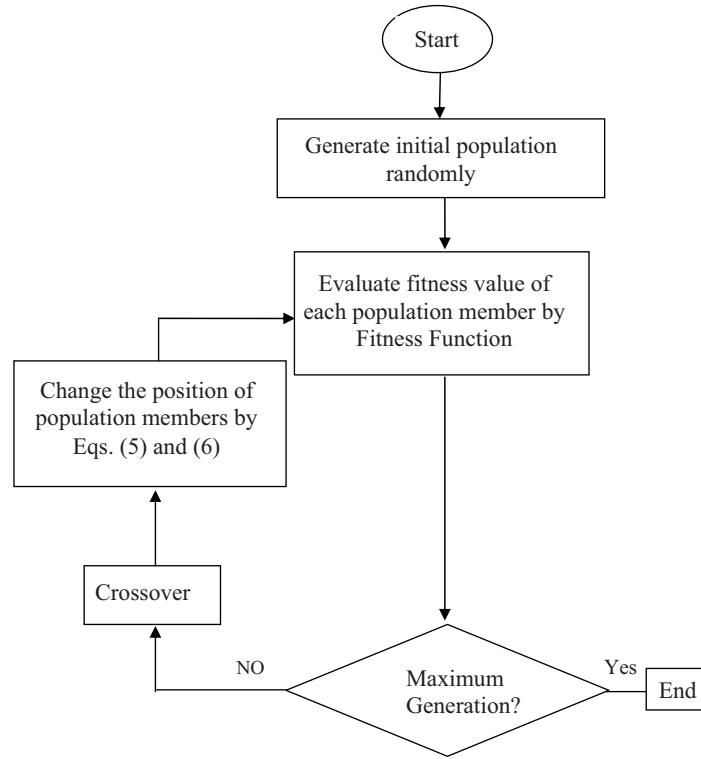 Start
Generate initial population
randomly
Evaluate fitness value of
each population member by
Fitness Function
Change the position of
population members by
Eqs. (5) and (6)
Crossover
NO
Maximum
Generation?
Yes
End